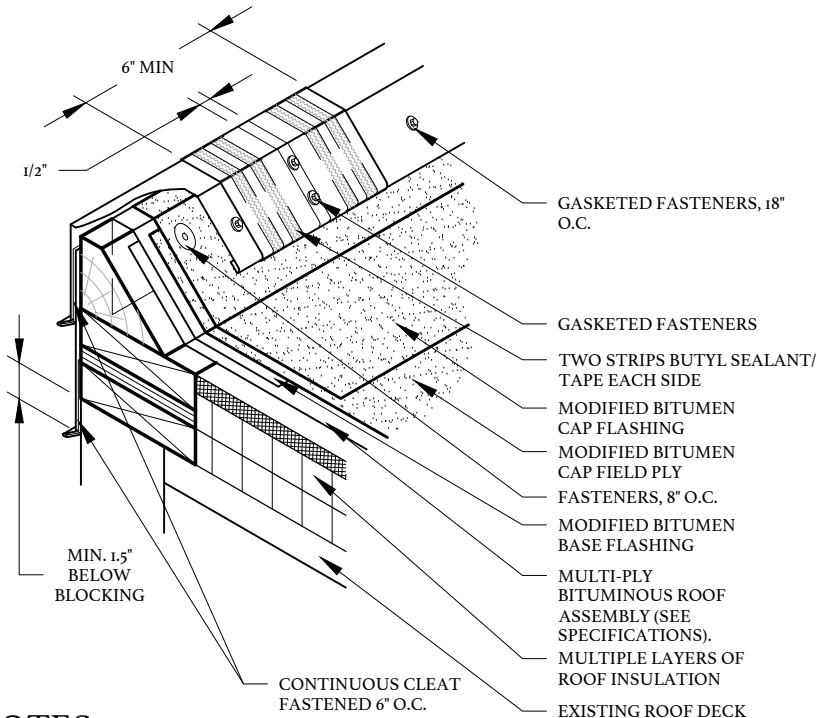 6" MIN
1/2"
GASKETED FASTENERS, 18"
O.C.
GASKETED FASTENERS
TWO STRIPS BUTYL SEALANT/
TAPE EACH SIDE
MODIFIED BITUMEN
CAP FLASHING
MODIFIED BITUMEN
CAP FIELD PLY
FASTENERS, 8" O.C.
MODIFIED BITUMEN
BASE FLASHING
MULTI-PLY
BITUMINOUS ROOF
ASSEMBLY (SEE
SPECIFICATIONS).
MULTIPLE LAYERS OF
ROOF INSULATION
EXISTING ROOF DECK
MIN. 1.5"
BELOW
BLOCKING
CONTINUOUS CLEAT
FASTENED 6" O.C.